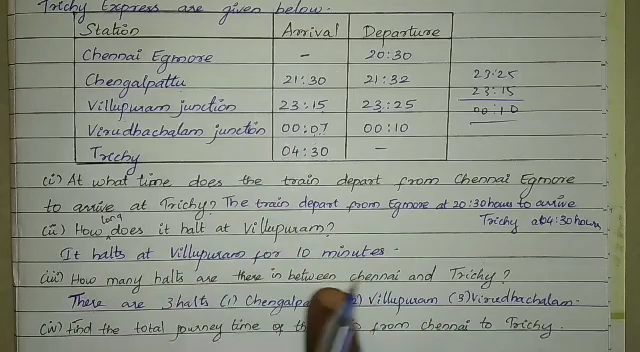 Trichy Express are given below.
Station Arrival Departure
Chennai Egmore - 20:30
Chengalpattu 21:30 21:32
Villupuram junction 23:15 23:25
Virudhachalam junction 00:07 00:10
Trichy 04:30 -
23:25
23:15
00:10
(i) At what time does the train depart from Chennai Egmore
to arrive at Trichy? The train depart from Egmore at 20:30 hours to arrive
Trichy at 04:30 hours
(ii) How long does it halt at Villupuram?
It halts at Villupuram for 10 minutes.
(iii) How many halts are there in between chennai and Trichy?
There are 3 halts (1) Villupuram (3) Virudhachalam.
(iv) Find the total journey time of from chennai to Trichy.